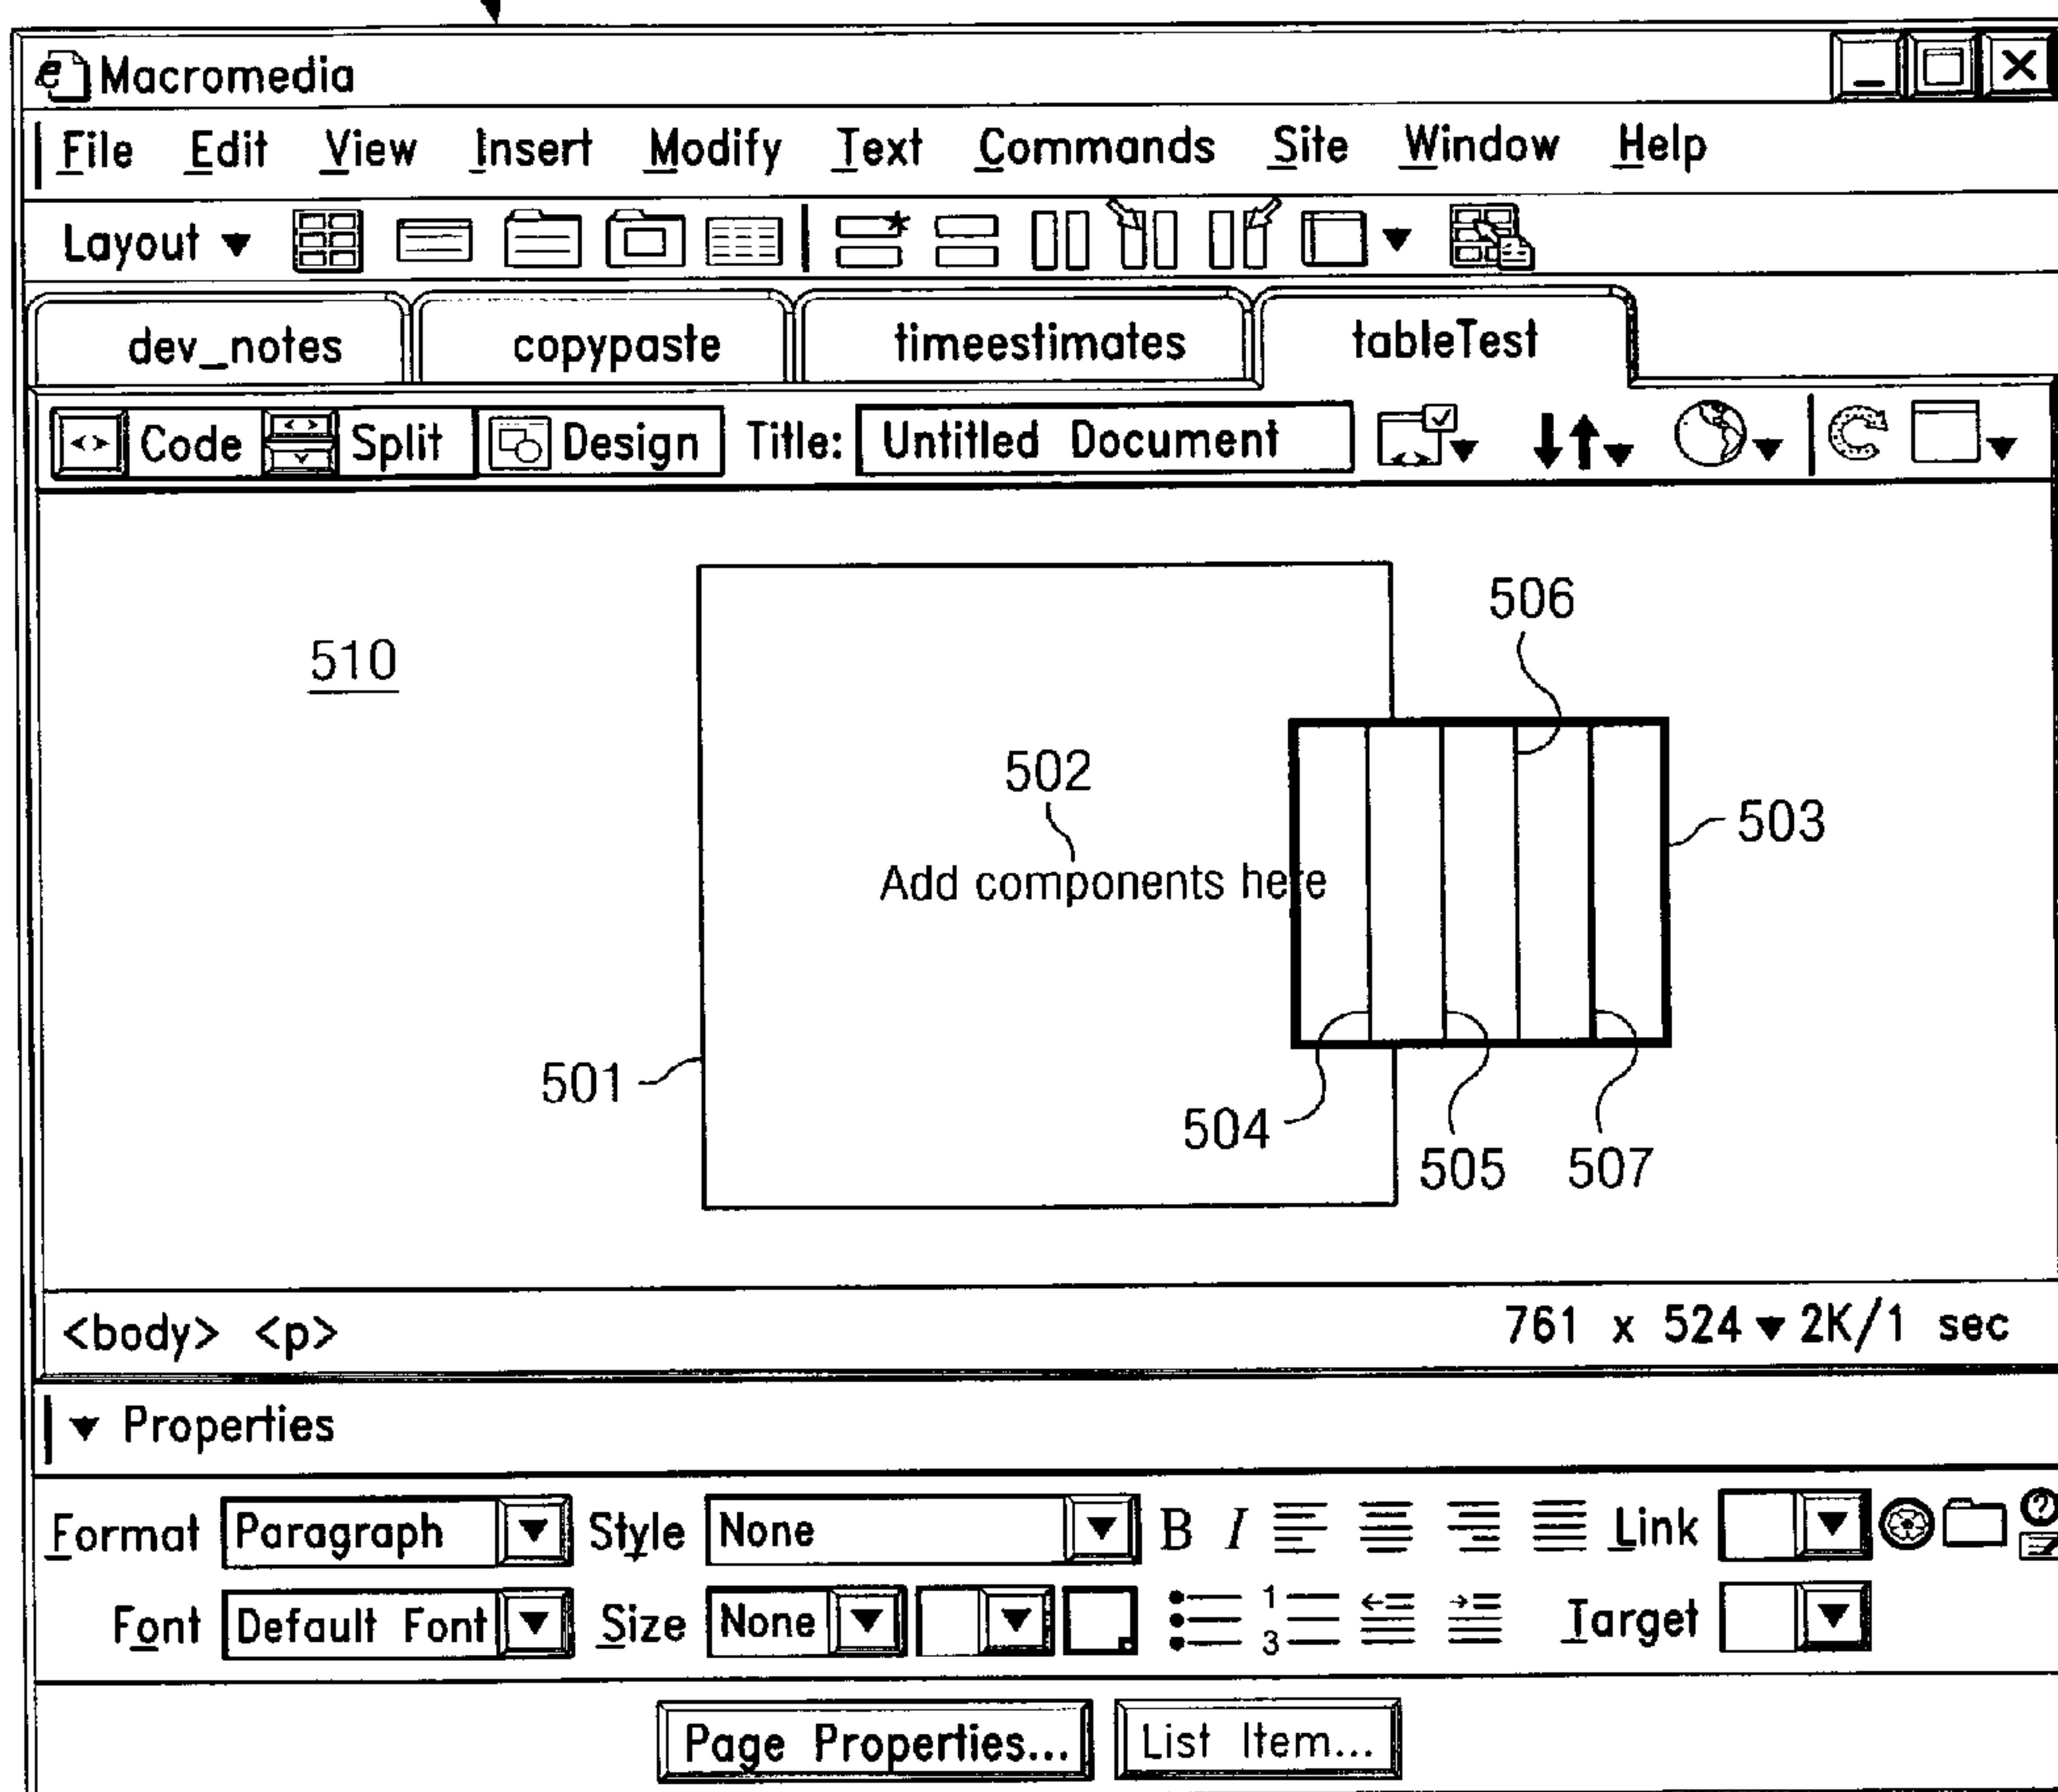 Macromedia
File Edit View Insert Modify Text Commands Site Window Help
Layout
dev_notes copypaste timeestimates tableTest
Code Split Design Title: Untitled Document
506
510
502
503
Add components here
501
504
505 507
<body> <p> 761 x 524 2K/1 sec
Properties
Format Paragraph Style None B I Link
Font Default Font Size None 1 3 Target
Page Properties... List Item...